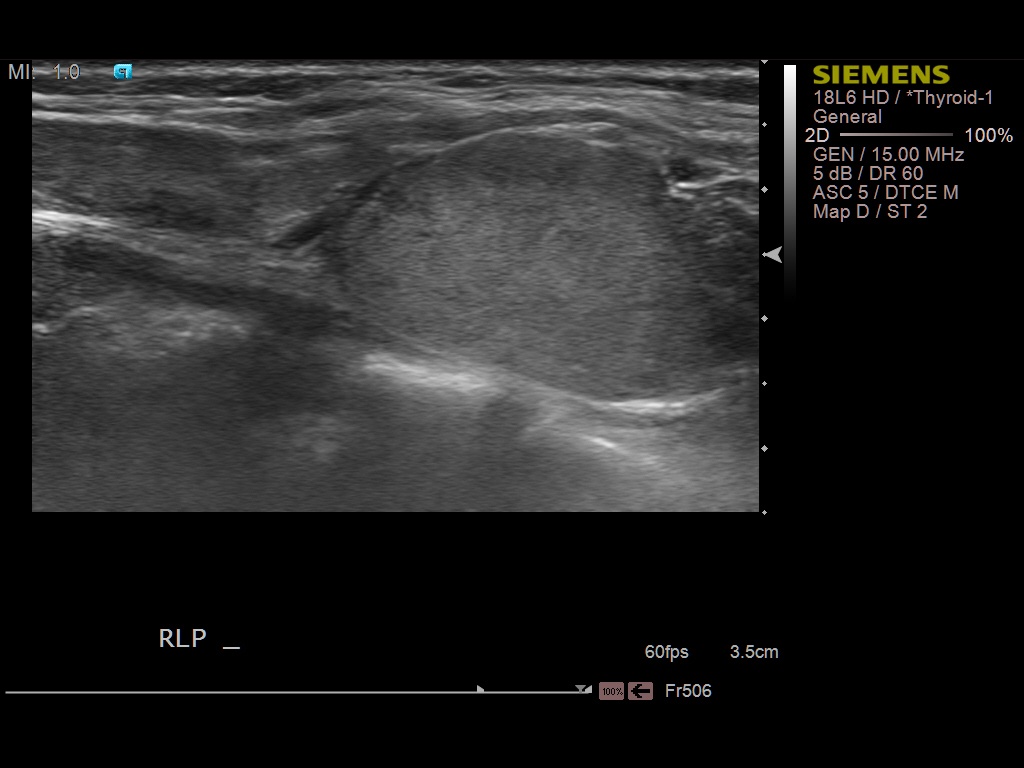 MI: 1.0
SIEMENS
18L6 HD / *Thyroid-1
General
2D 100%
GEN / 15.00 MHz
5 dB / DR 60
ASC 5 / DTCE M
Map D / ST 2
RLP _
60fps 3.5cm
100% Fr506